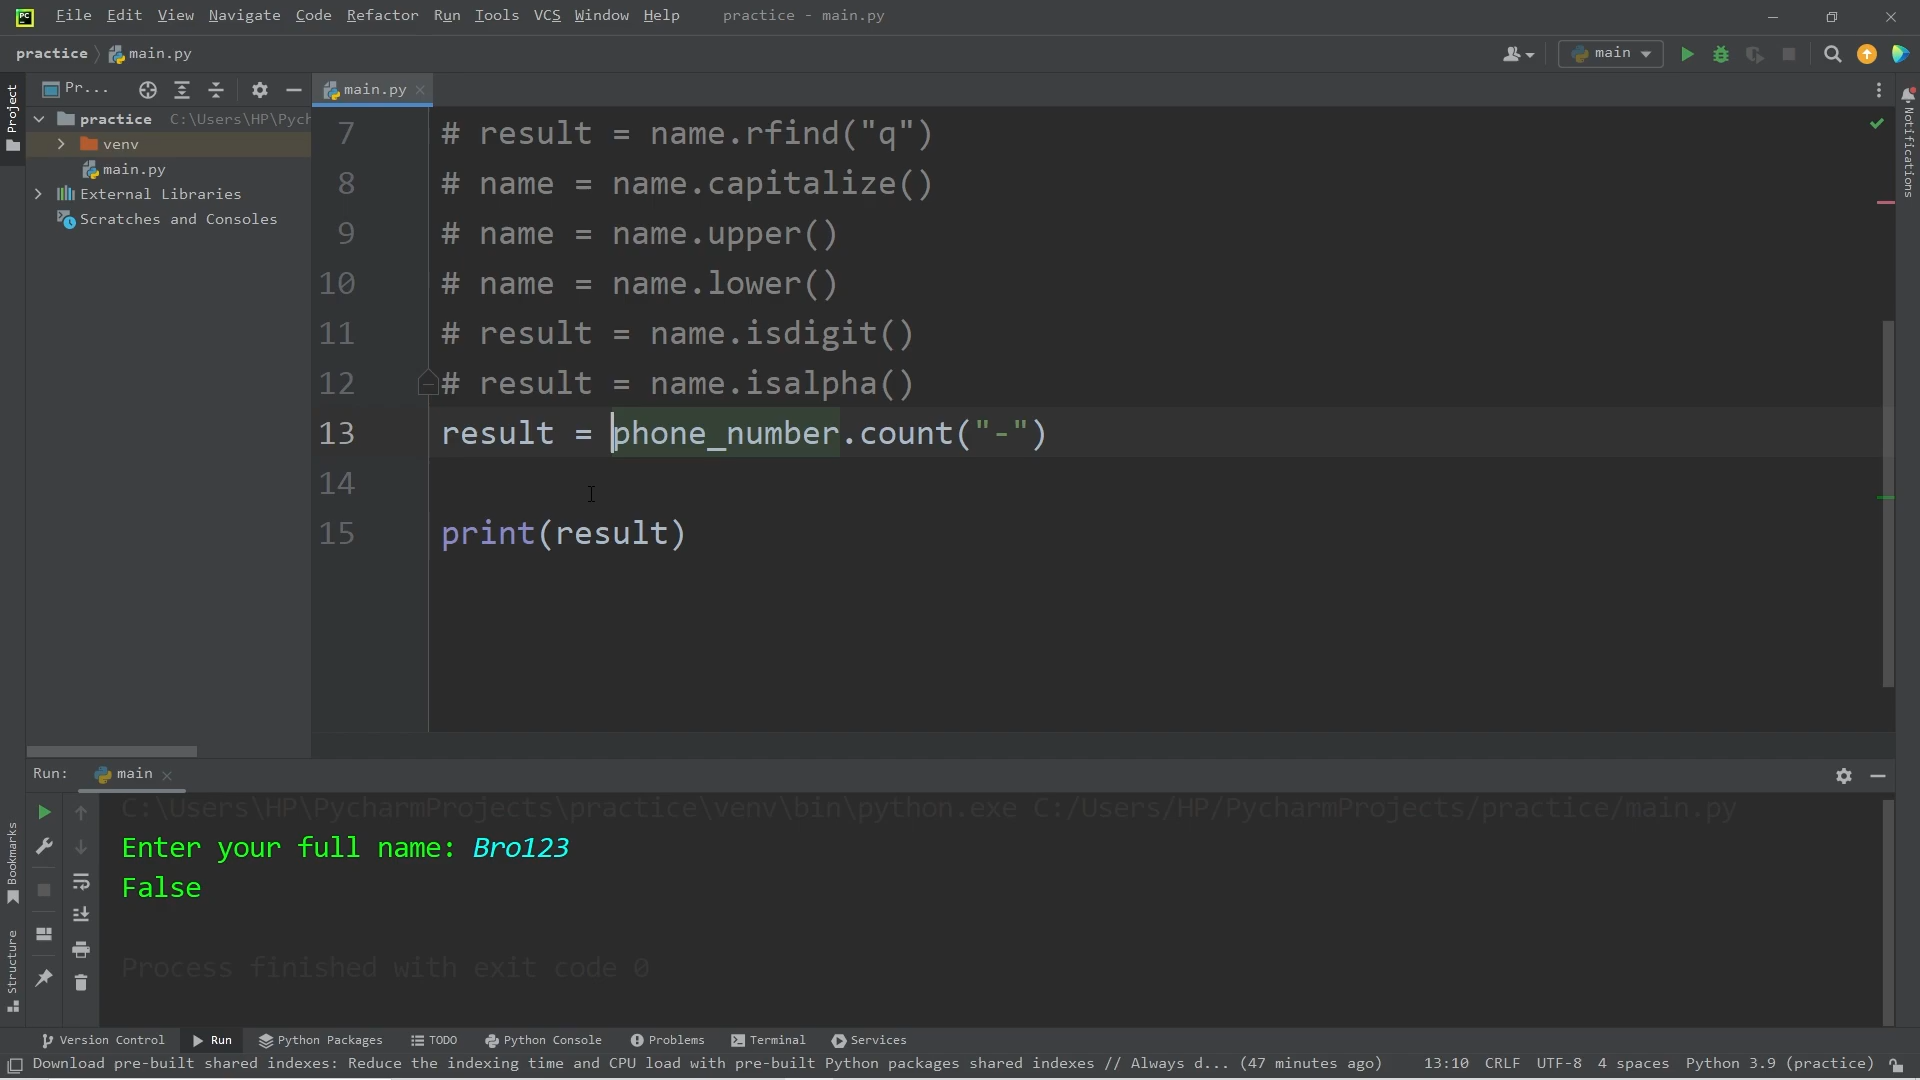 PC File Edit View Navigate Code Refactor Run Tools VCS Window Help practice - main.py
practice main.py main
Project
Pr...
main.py
practice C:\Users\HP\Pych
venv
main.py
External Libraries
Scratches and Consoles
7 # result = name.rfind("q")
8 # name = name.capitalize()
9 # name = name.upper()
10 # name = name.lower()
11 # result = name.isdigit()
12 # result = name.isalpha()
13 result = phone_number.count("-")
14
15 print(result)
Notifications
Run: main
C:\Users\HP\PycharmProjects\practice\venv\bin\python.exe C:/Users/HP/PycharmProjects/practice/main.py
Enter your full name: Bro123
False
Process finished with exit code 0
Bookmarks
Structure
Version Control Run Python Packages TODO Python Console Problems Terminal Services
Download pre-built shared indexes: Reduce the indexing time and CPU load with pre-built Python packages shared indexes // Always d... (47 minutes ago) 13:10 CRLF UTF-8 4 spaces Python 3.9 (practice)